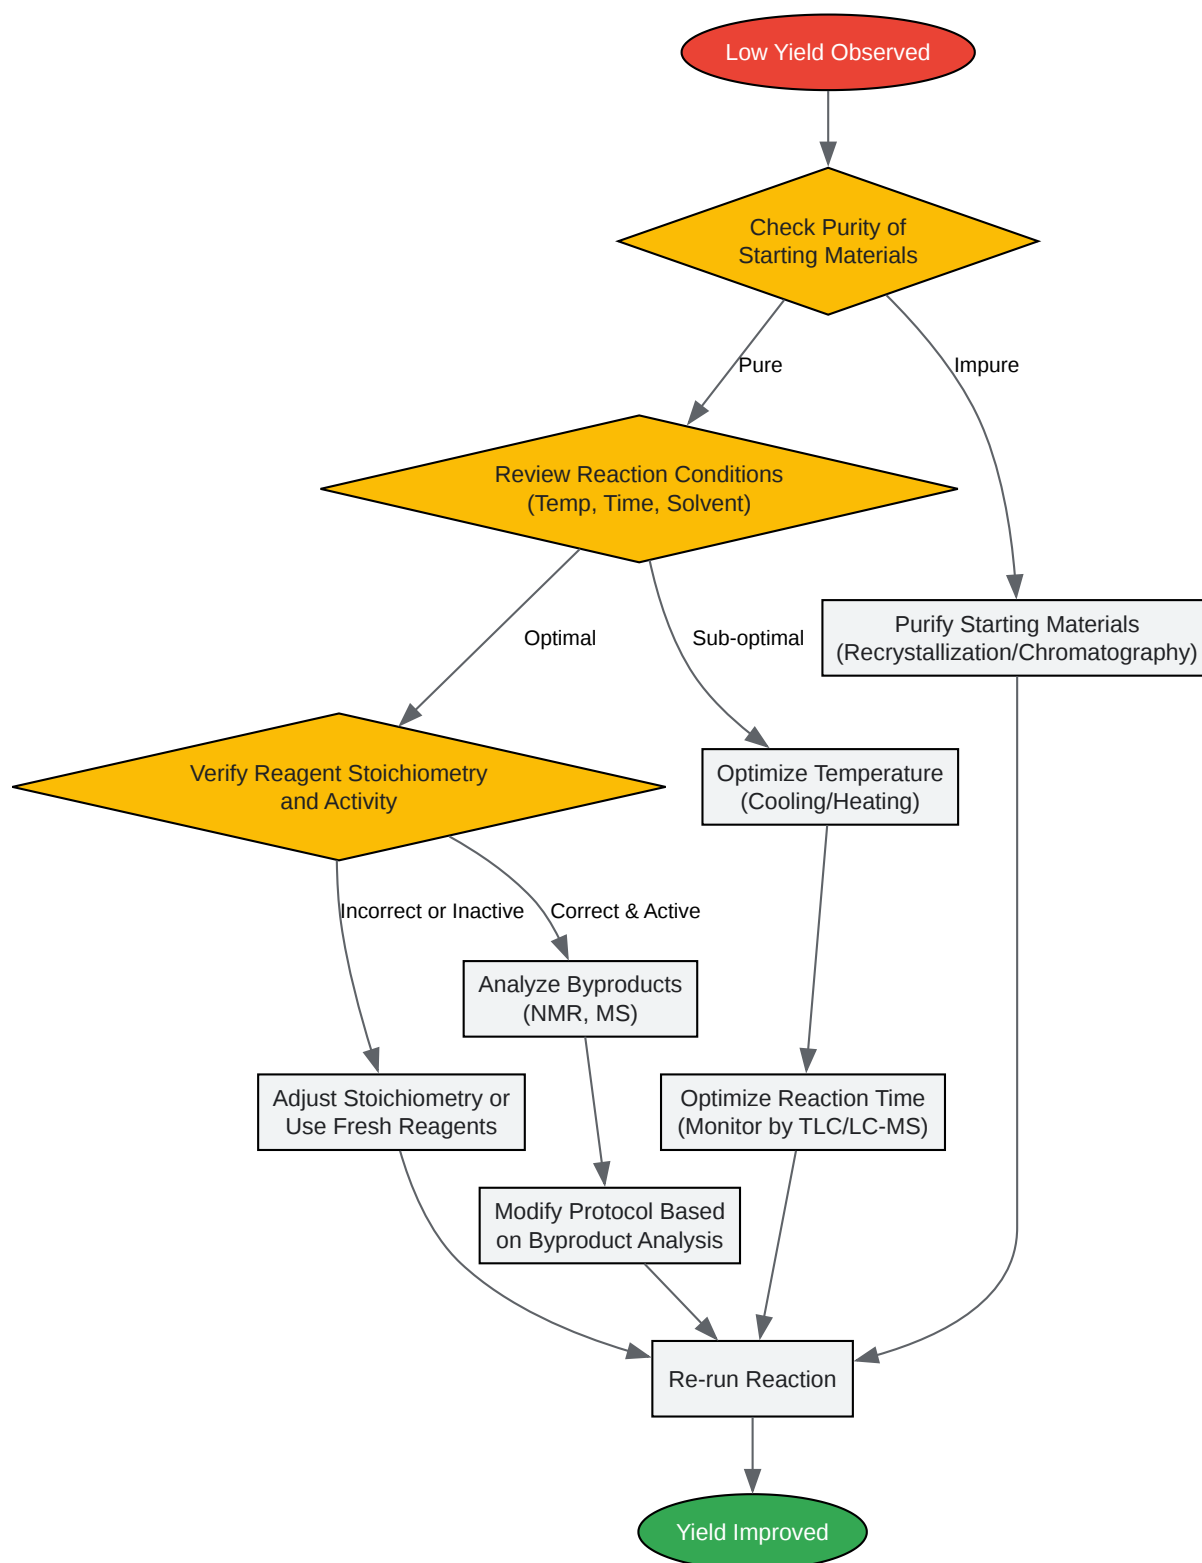 Low Yield Observed
Check Purity of
Starting Materials
Pure
Impure
Review Reaction Conditions
(Temp, Time, Solvent)
Optimal
Sub-optimal
Purify Starting Materials
(Recrystallization/Chromatography)
Verify Reagent Stoichiometry
and Activity
Optimize Temperature
(Cooling/Heating)
Incorrect or Inactive
Correct & Active
Analyze Byproducts
(NMR, MS)
Adjust Stoichiometry or
Use Fresh Reagents
Optimize Reaction Time
(Monitor by TLC/LC-MS)
Modify Protocol Based
on Byproduct Analysis
Re-run Reaction
Yield Improved